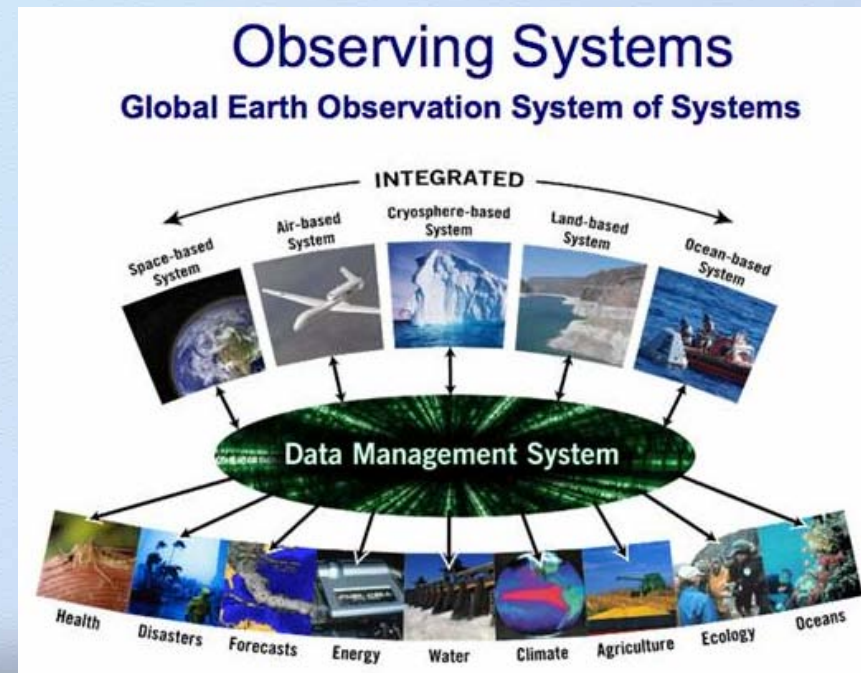 Observing Systems
Global Earth Observation System of Systems
INTEGRATED
Space-based
System
Air-based
System
Cryosphere-based
System
Land-based
System
Ocean-based
System
Data Management System
Health
Disasters
Forecasts
Energy
Water
Climate
Agriculture
Ecology
Oceans